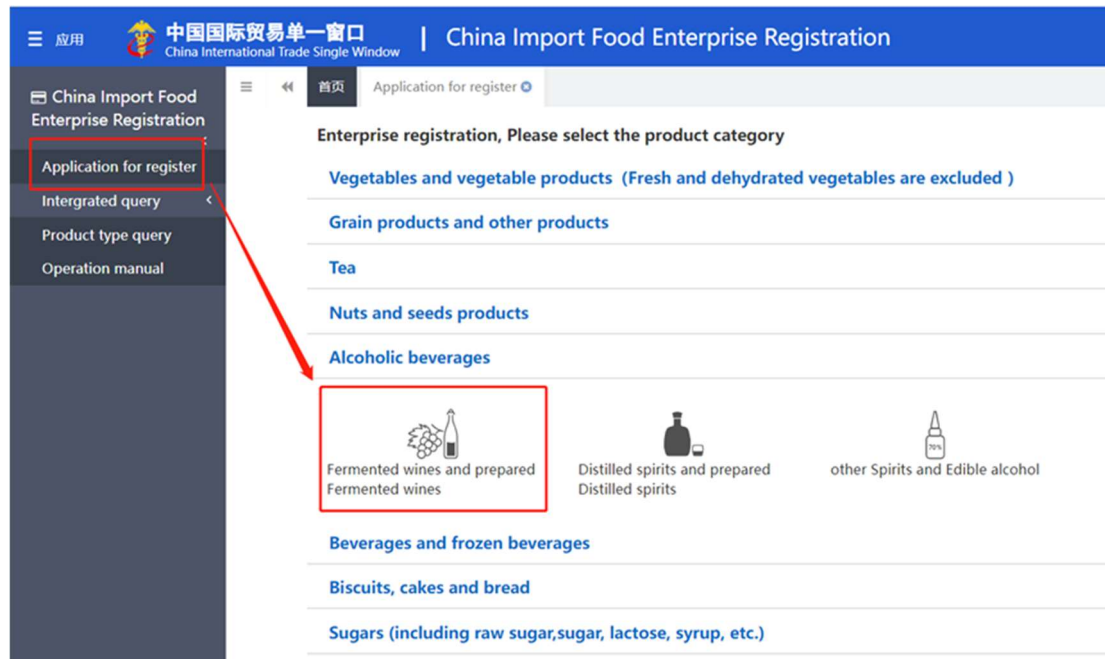 应用
中国国际贸易单一窗口
China International Trade Single Window
China Import Food Enterprise Registration
China Import Food
Enterprise Registration
Application for register
Intergrated query
Product type query
Operation manual
首页
Application for register
Enterprise registration, Please select the product category
Vegetables and vegetable products (Fresh and dehydrated vegetables are excluded )
Grain products and other products
Tea
Nuts and seeds products
Alcoholic beverages
70%
Fermented wines and prepared
Fermented wines
Distilled spirits and prepared
Distilled spirits
other Spirits and Edible alcohol
Beverages and frozen beverages
Biscuits, cakes and bread
Sugars (including raw sugar,sugar, lactose, syrup, etc.)